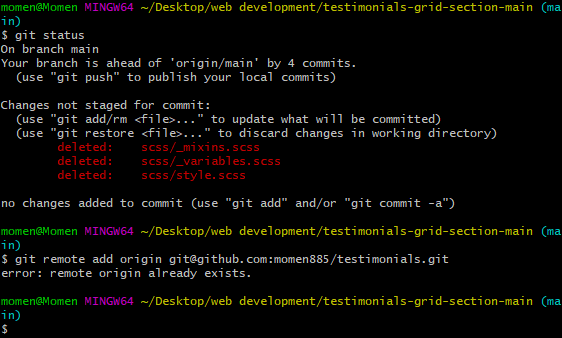 momen@Momen MINGW64 ~/Desktop/web development/testimonials-grid-section-main (ma
in)
$ git status
On branch main
Your branch is ahead of 'origin/main' by 4 commits.
  (use "git push" to publish your local commits)

Changes not staged for commit:
  (use "git add/rm <file>..." to update what will be committed)
  (use "git restore <file>..." to discard changes in working directory)
        deleted:    scss/_mixins.scss
        deleted:    scss/_variables.scss
        deleted:    scss/style.scss

no changes added to commit (use "git add" and/or "git commit -a")

momen@Momen MINGW64 ~/Desktop/web development/testimonials-grid-section-main (ma
in)
$ git remote add origin git@github.com:momen885/testimonials.git
error: remote origin already exists.

momen@Momen MINGW64 ~/Desktop/web development/testimonials-grid-section-main (ma
in)
$